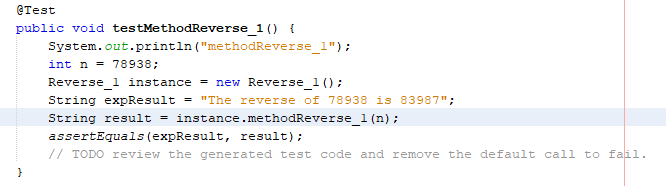 @Test
public void testMethodReverse_1() {
System.out.println("methodReverse_1");
int n = 78938;
Reverse_1 instance = new Reverse_1();
String expResult = "The reverse of 78938 is 83987";
String result = instance.methodReverse_1(n);
assertEquals(expResult, result);
// TODO review the generated test code and remove the default call to fail.
}